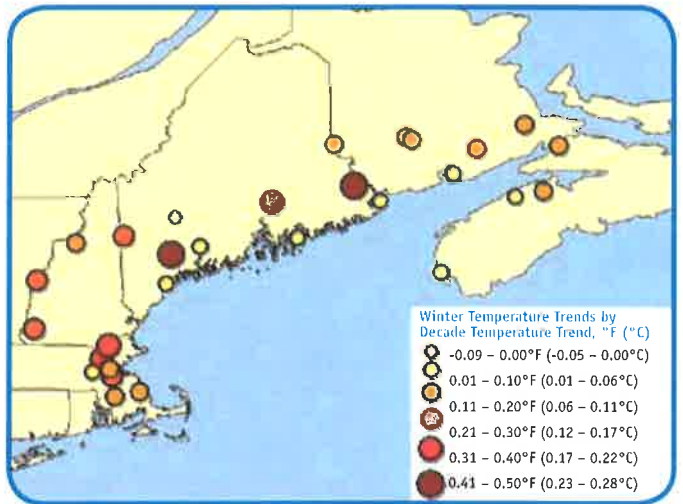 Winter Temperature Trends by
Decade Temperature Trend, °F (°C)
-0.09 – 0.00°F (-0.05 – 0.00°C)
0.01 – 0.10°F (0.01 – 0.06°C)
0.11 – 0.20°F (0.06 – 0.11°C)
0.21 – 0.30°F (0.12 – 0.17°C)
0.31 – 0.40°F (0.17 – 0.22°C)
0.41 – 0.50°F (0.23 – 0.28°C)